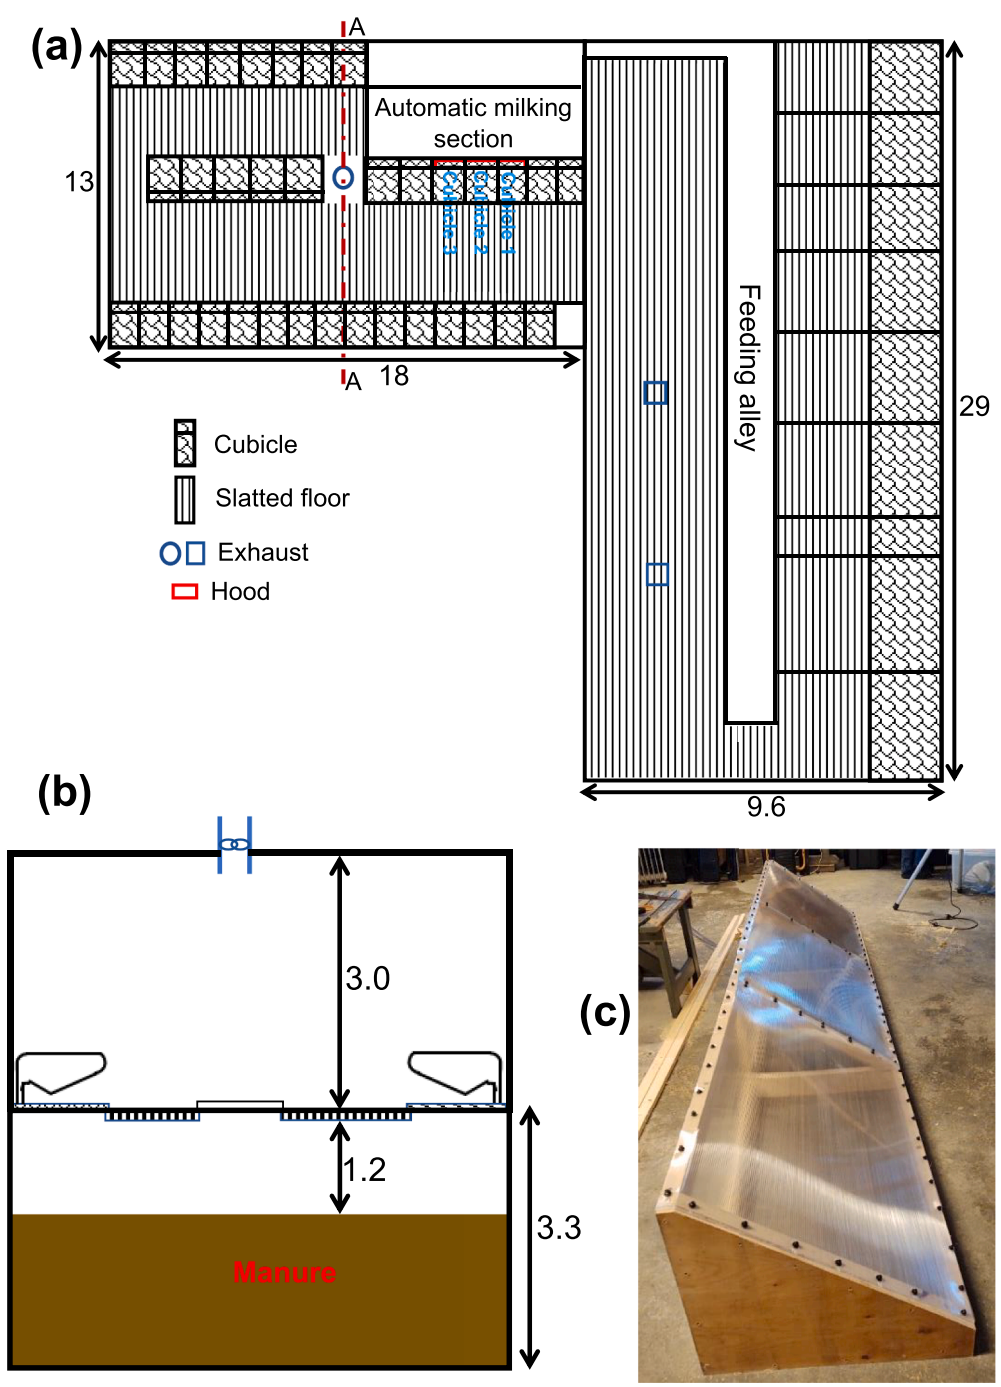 (a)
A
Automatic milking
section
13
Cubicle 3
Cubicle 2
Cubicle 1
Feeding alley
A
18
29
Cubicle
Slatted floor
Exhaust
Hood
9.6
(b)
3.0
1.2
3.3
Manure
(c)